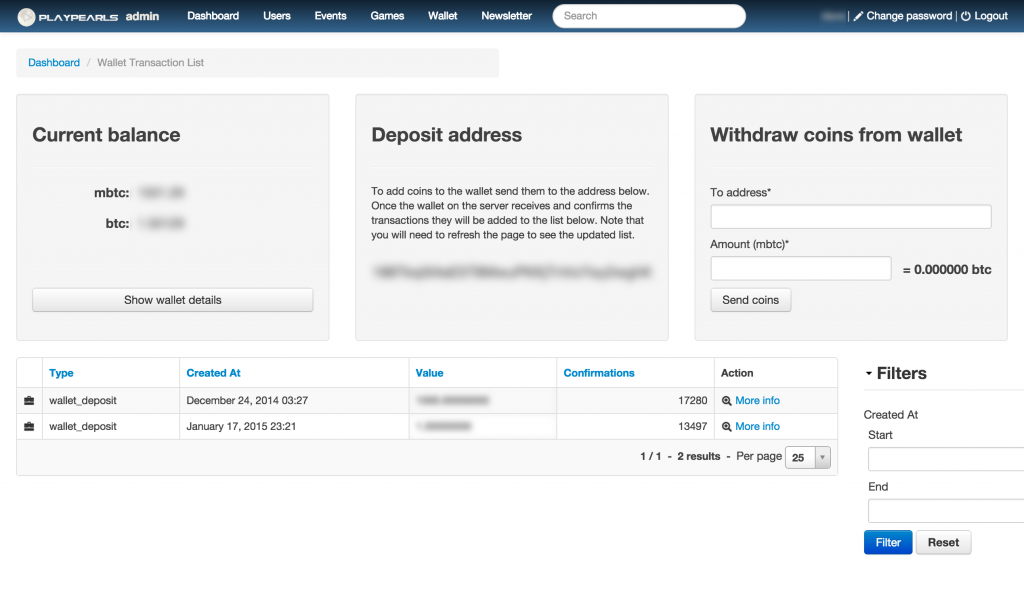 PLAYPEARLS admin Dashboard Users Events Games Wallet Newsletter Search | Change password | Logout
Dashboard / Wallet Transaction List
Current balance
mbtc:
btc:
Show wallet details
Deposit address
To add coins to the wallet send them to the address below.
Once the wallet on the server receives and confirms the
transactions they will be added to the list below. Note that
you will need to refresh the page to see the updated list.
Withdraw coins from wallet
To address*
Amount (mbtc)*
= 0.000000 btc
Send coins
Type Created At Value Confirmations Action
wallet_deposit December 24, 2014 03:27 17280 More info
wallet_deposit January 17, 2015 23:21 13497 More info
1 / 1 - 2 results - Per page 25
Filters
Created At
Start
End
Filter Reset